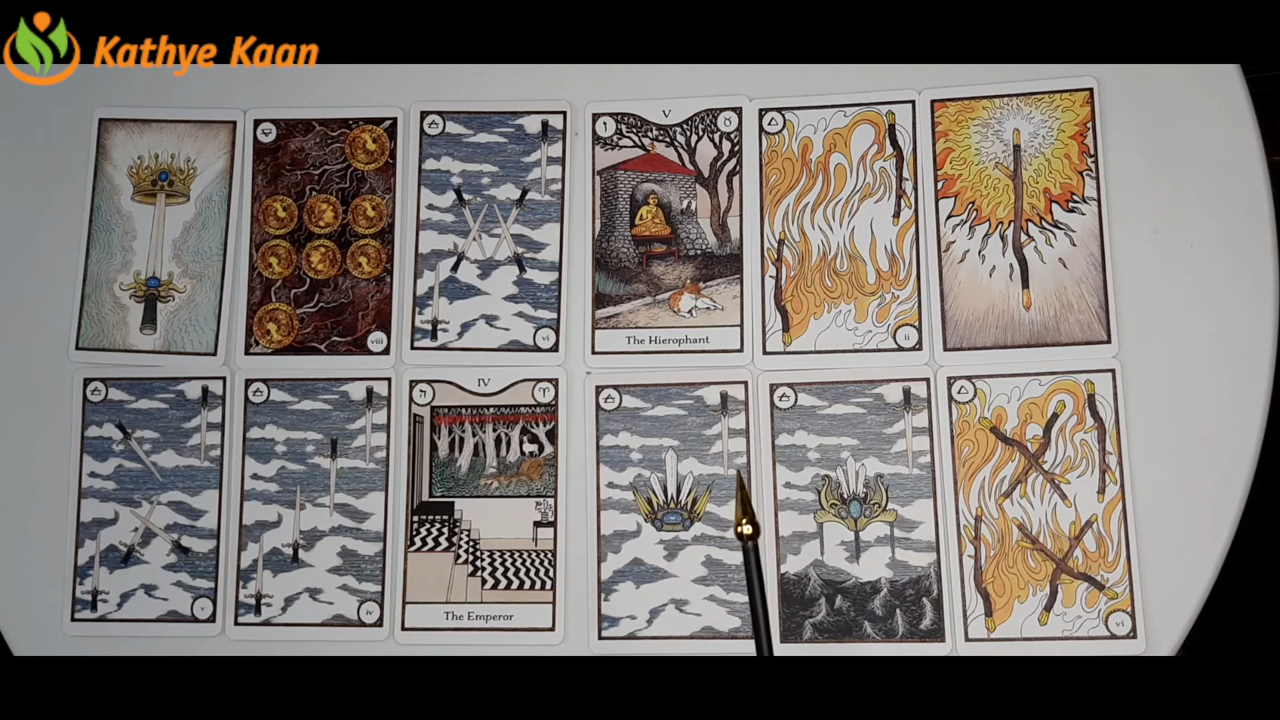 Kathye Kaan
viii
vi
V
The Hierophant
ii
v
iv
IV
The Emperor
vi